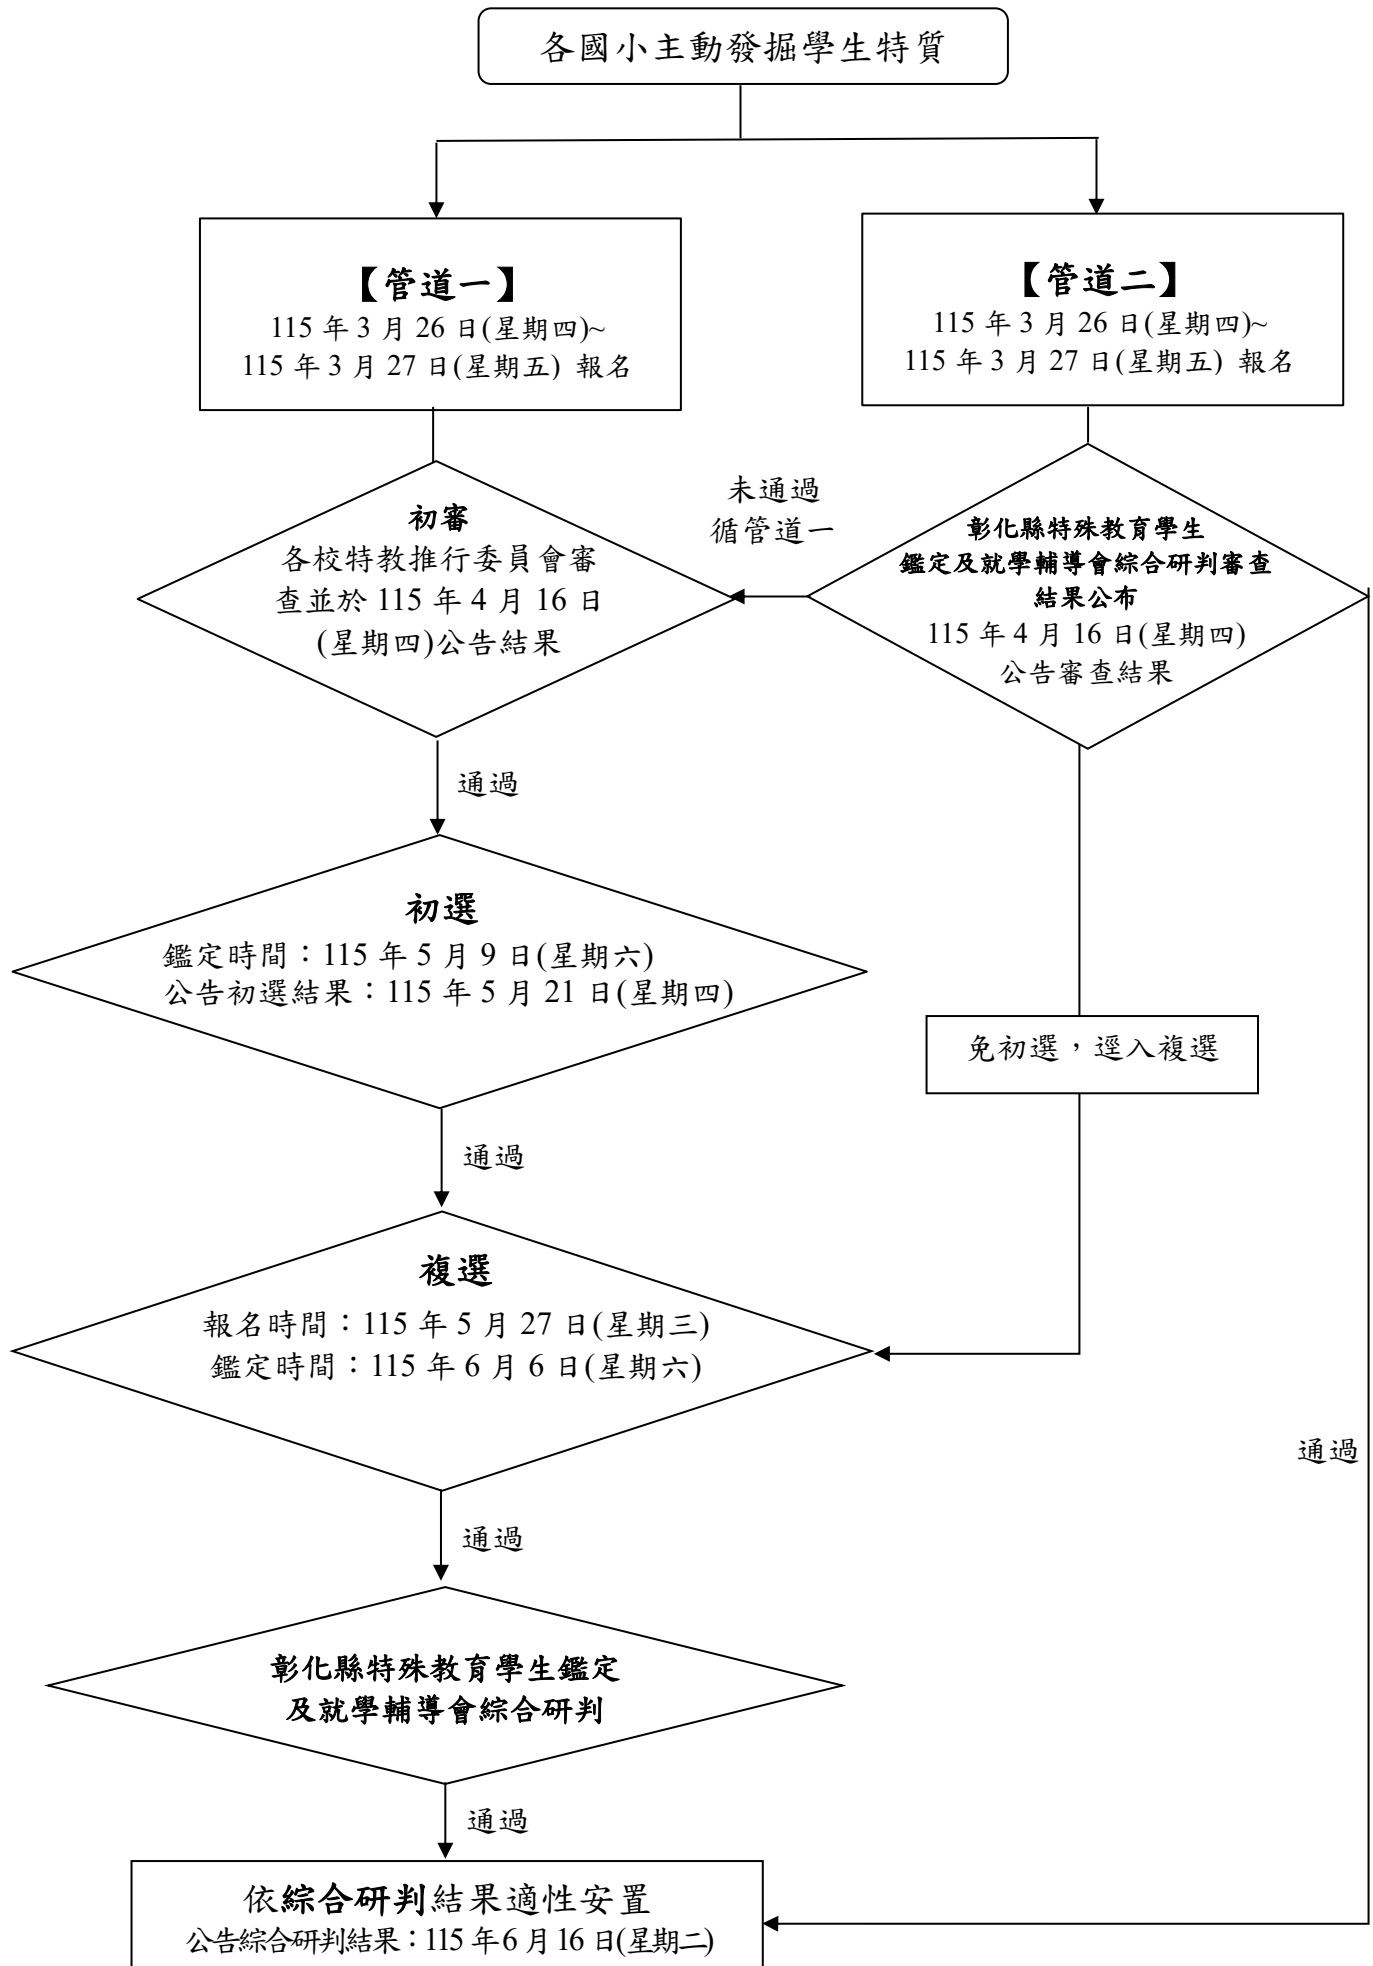 各國小主動發掘學生特質
【管道一】
115 年 3 月 26 日(星期四)~
115 年 3 月 27 日(星期五) 報名
【管道二】
115 年 3 月 26 日(星期四)~
115 年 3 月 27 日(星期五) 報名
初審
各校特教推行委員會審
查並於 115 年 4 月 16 日
(星期四)公告結果
未通過
循管道一
彰化縣特殊教育學生
鑑定及就學輔導會綜合研判審查
結果公布
115 年 4 月 16 日(星期四)
公告審查結果
通過
初選
鑑定時間：115 年 5 月 9 日(星期六)
公告初選結果：115 年 5 月 21 日(星期四)
免初選，逕入複選
通過
複選
報名時間：115 年 5 月 27 日(星期三)
鑑定時間：115 年 6 月 6 日(星期六)
通過
通過
彰化縣特殊教育學生鑑定
及就學輔導會綜合研判
通過
依綜合研判結果適性安置
公告綜合研判結果：115 年 6 月 16 日(星期二)